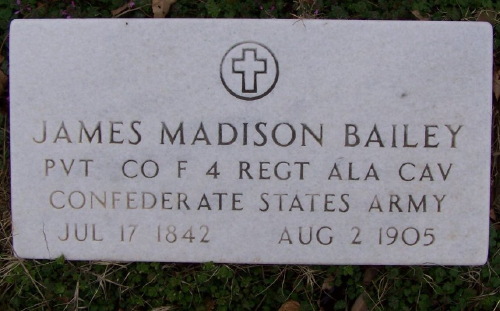 JAMES MADISON BAILEY
PVT CO F 4 REGT ALA CAV
CONFEDERATE STATES ARMY
JUL 17 1842 AUG 2 1905